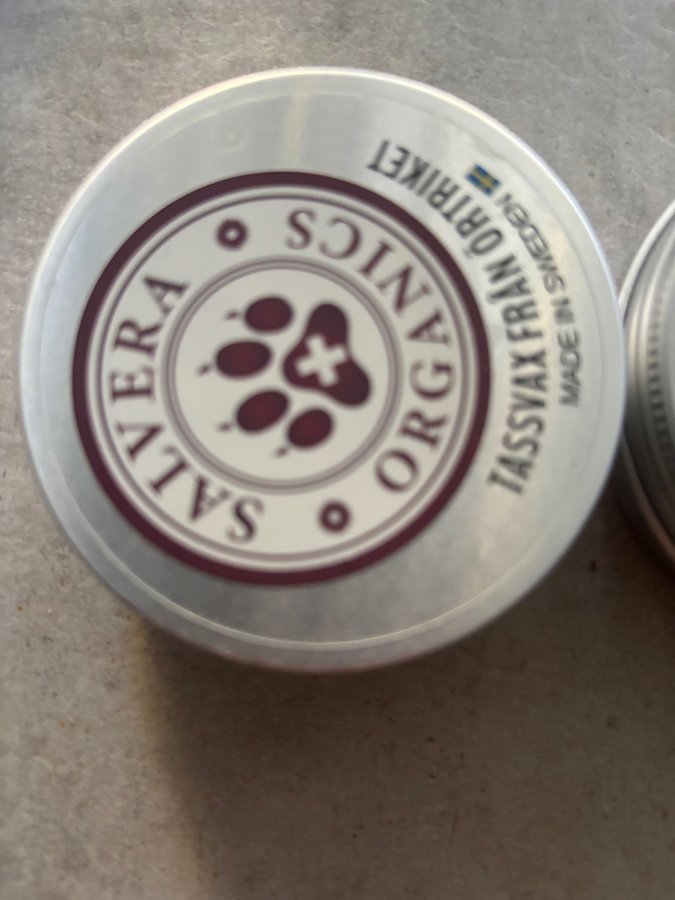 SALVERA
ORGANICS
TASSVAX FRÅN ÖRTRIKET
MADE IN SWEDEN